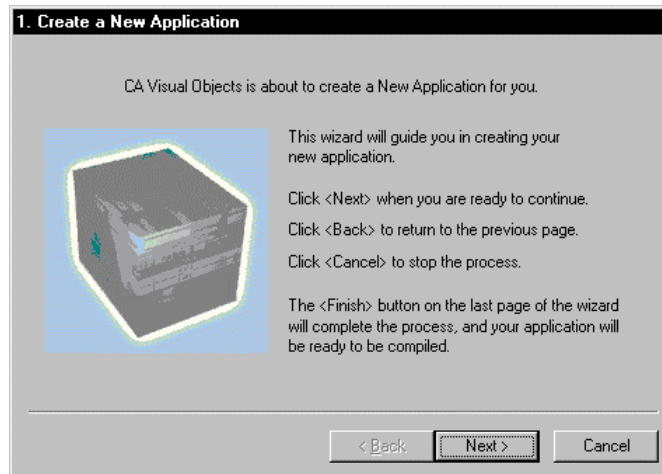 1. Create a New Application
CA Visual Objects is about to create a New Application for you.
This wizard will guide you in creating your
new application.
Click <Next> when you are ready to continue.
Click <Back> to return to the previous page.
Click <Cancel> to stop the process.
The <Finish> button on the last page of the wizard
will complete the process, and your application will
be ready to be compiled.
< Back
Next >
Cancel